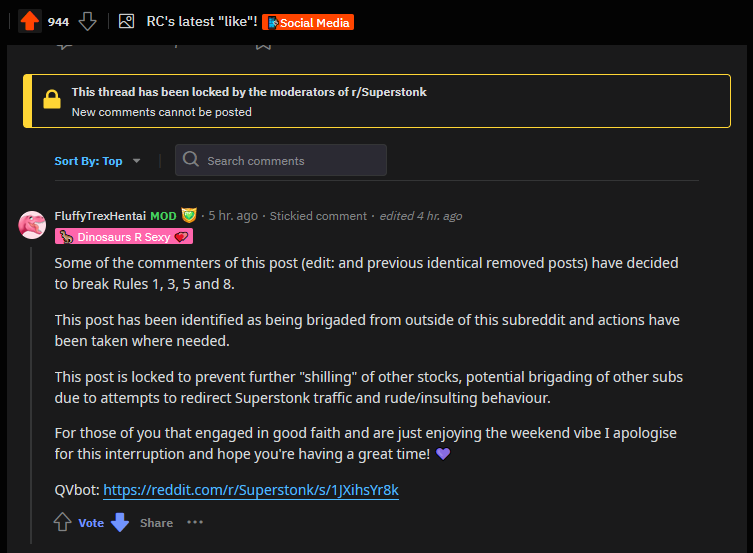 944 RC's latest "like"! Social Media
This thread has been locked by the moderators of r/Superstonk
New comments cannot be posted
Sort By: Top Search comments
FluffyTrexHentai MOD · 5 hr. ago · Stickied comment · edited 4 hr. ago
Dinosaurs R Sexy
Some of the commenters of this post (edit: and previous identical removed posts) have decided
to break Rules 1, 3, 5 and 8.
This post has been identified as being brigaded from outside of this subreddit and actions have
been taken where needed.
This post is locked to prevent further "shilling" of other stocks, potential brigading of other subs
due to attempts to redirect Superstonk traffic and rude/insulting behaviour.
For those of you that engaged in good faith and are just enjoying the weekend vibe I apologise
for this interruption and hope you're having a great time! 💜
QVbot: https://reddit.com/r/Superstonk/s/1JXihsYr8k
Vote Share ···